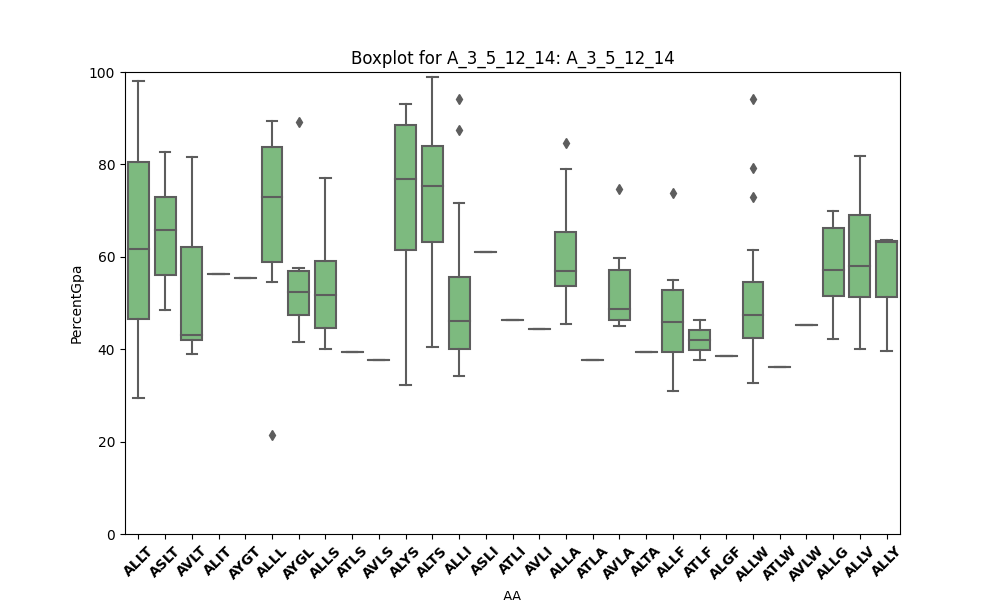 Boxplot for A_3_5_12_14: A_3_5_12_14
PercentGpa
100
80
60
40
20
0
ALLT ASLT AVLT ALIT AYGT ALLL AYGL ALLS ATLS AVLS ALYS ALTS ALLI ASLI ATLI AVLI ALLA ATLA AVLA ALTA ALLF ATLF ALGF ALLW ATLW AVLW ALLG ALLV ALLY
AA